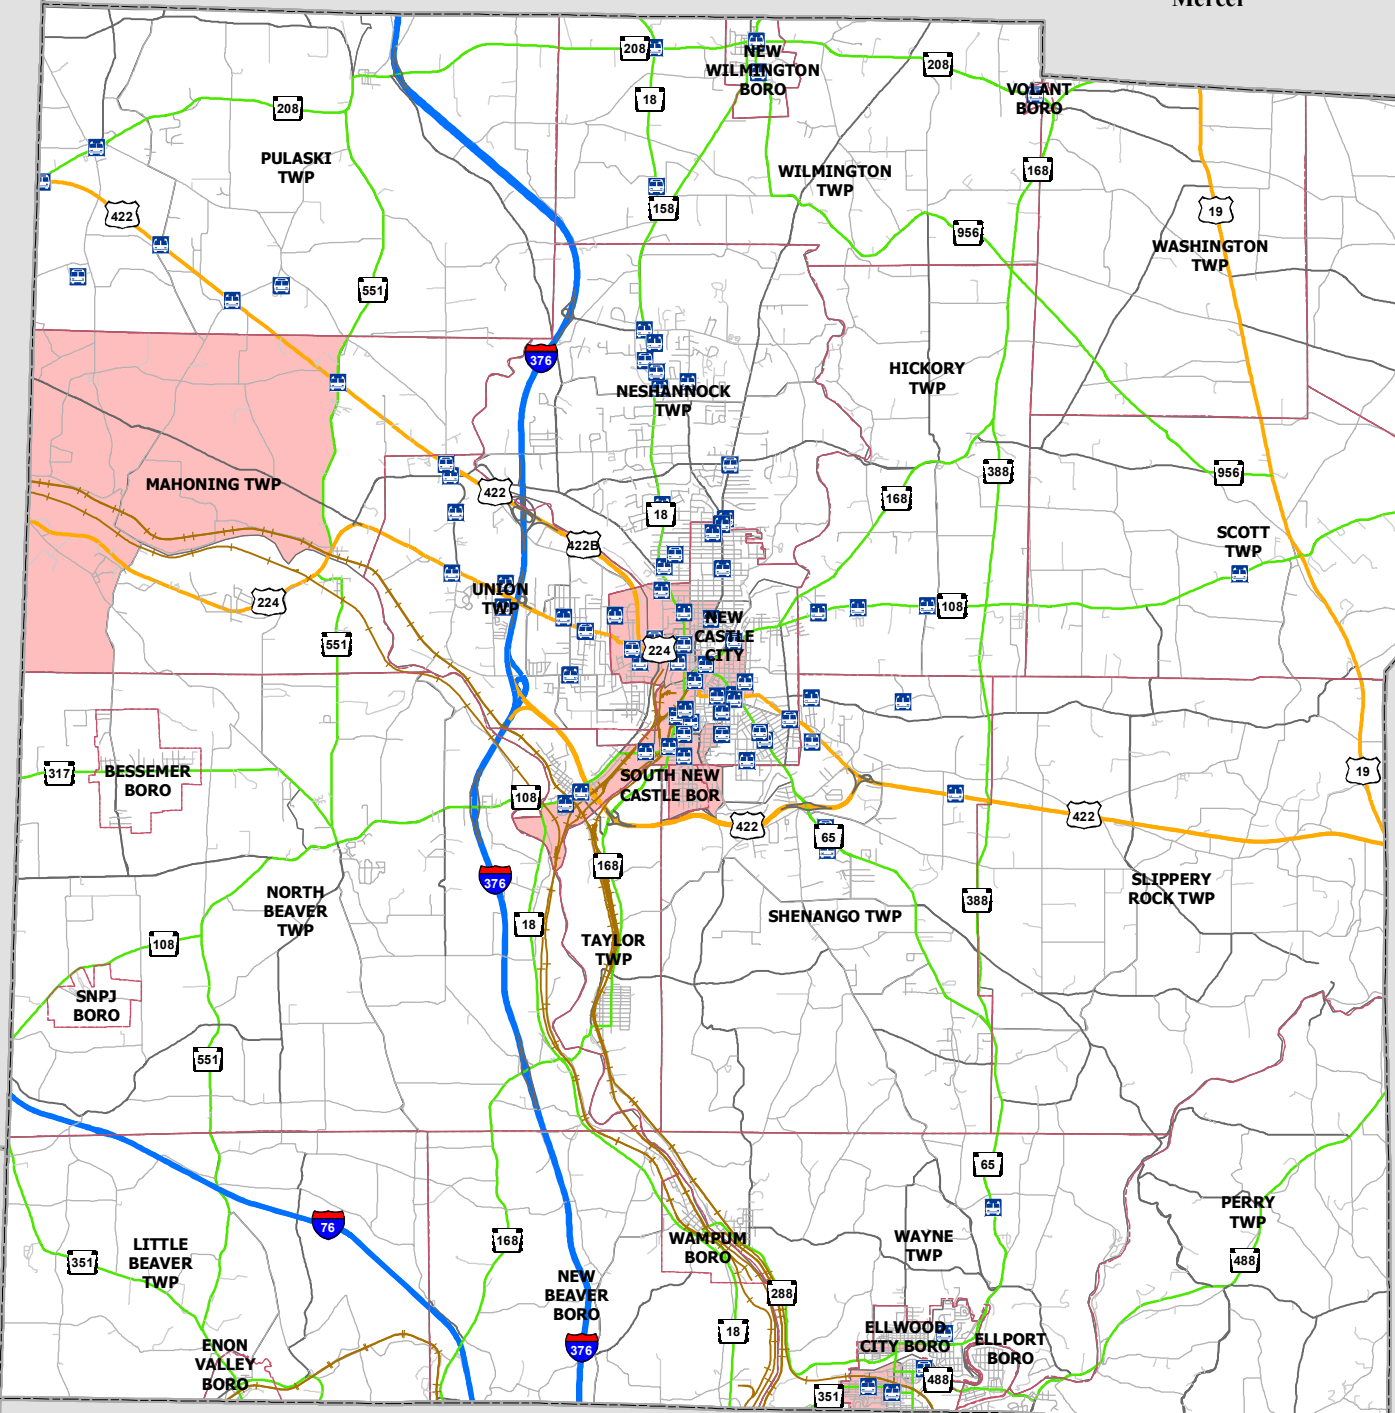 Mercer
208
NEW
WILMINGTON
BORO
208
18
VOLANT
BORO
208
PULASKI
TWP
WILMINGTON
TWP
168
158
422
19
956
WASHINGTON
TWP
551
376
HICKORY
TWP
NESHANNOCK
TWP
MAHONING TWP
422
388
956
168
18
422B
SCOTT
TWP
224
UNION
TWP
108
NEW
CASTLE
CITY
224
551
317
BESSEMER
BORO
SOUTH NEW
CASTLE BOR
19
108
422
422
65
168
376
NORTH
BEAVER
TWP
SLIPPERY
ROCK TWP
388
SHENANGO TWP
18
108
TAYLOR
TWP
SNPJ
BORO
551
65
76
PERRY
TWP
168
WAMPUM
BORO
WAYNE
TWP
351
LITTLE
BEAVER
TWP
488
NEW
BEAVER
BORO
288
18
ELLWOOD
CITY BORO
ELLPORT
BORO
376
ENON
VALLEY
BORO
488
351